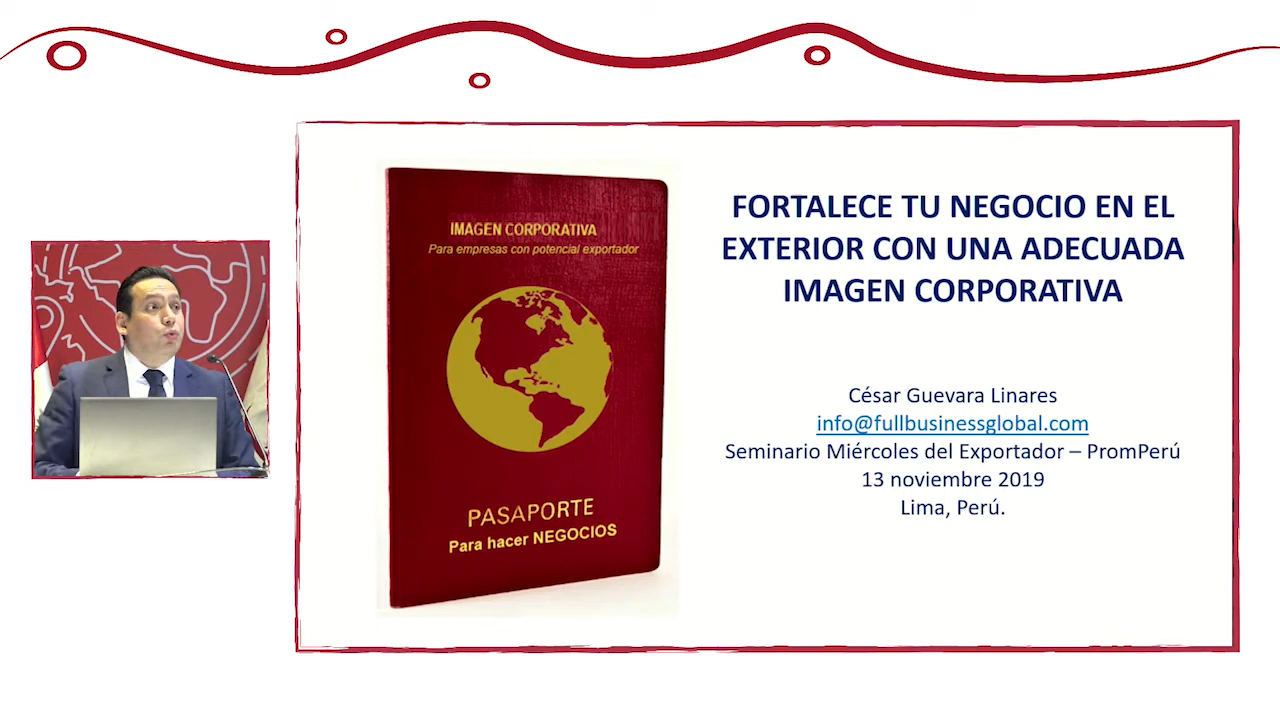 IMAGEN CORPORATIVA
Para empresas con potencial exportador
PASAPORTE
Para hacer NEGOCIOS
FORTALECE TU NEGOCIO EN EL
EXTERIOR CON UNA ADECUADA
IMAGEN CORPORATIVA
César Guevara Linares
info@fullbusinessglobal.com
Seminario Miércoles del Exportador – PromPerú
13 noviembre 2019
Lima, Perú.